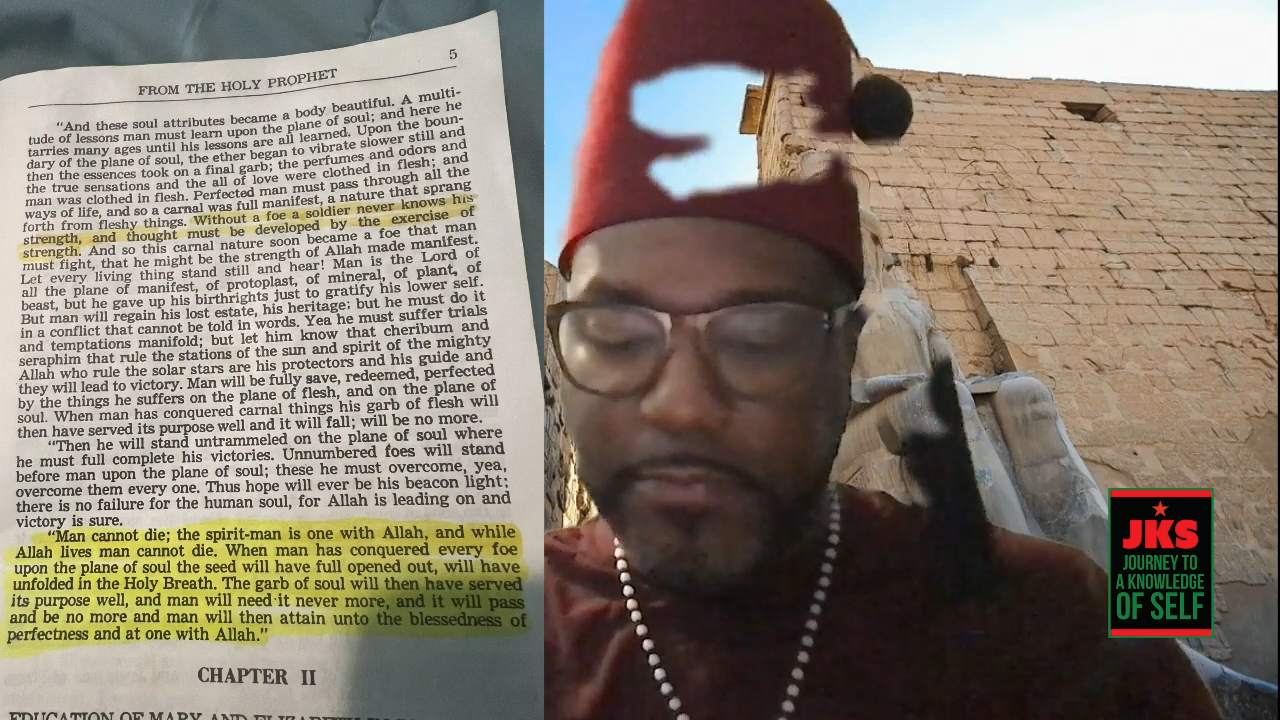 5
FROM THE HOLY PROPHET
"And these soul attributes became a body beautiful. A multi-
tude of lessons man must learn upon the plane of soul; and here he
tarries many ages until his lessons are all learned. Upon the boun-
dary of the plane of soul, the ether began to vibrate slower still and
then the essences took on a final garb; the perfumes and odors and
the true sensations and the all of love were clothed in flesh; and
man was clothed in flesh. Perfected man must pass through all the
ways of life, and so a carnal was full manifest, a nature that sprang
forth from fleshy things. Without a foe a soldier never knows his
strength, and thought must be developed by the exercise of
strength. And so this carnal nature soon became a foe that man
must fight, that he might be the strength of Allah made manifest.
Let every living thing stand still and hear! Man is the Lord of
all the plane of manifest, of protoplast, of mineral, of plant, of
beast, but he gave up his birthrights just to gratify his lower self.
But man will regain his lost estate, his heritage: but he must do it
in a conflict that cannot be told in words. Yea he must suffer trials
and temptations manifold; but let him know that cheribum and
seraphim that rule the stations of the sun and spirit of the mighty
Allah who rule the solar stars are his protectors and his guide and
they will lead to victory. Man will be fully save, redeemed, perfected
by the things he suffers on the plane of flesh, and on the plane of
soul. When man has conquered carnal things his garb of flesh will
then have served its purpose well and it will fall; will be no more.
"Then he will stand untrammeled on the plane of soul where
he must full complete his victories. Unnumbered foes will stand
before man upon the plane of soul; these he must overcome, yea,
overcome them every one. Thus hope will ever be his beacon light;
there is no failure for the human soul, for Allah is leading on and
victory is sure.
"Man cannot die; the spirit-man is one with Allah, and while
Allah lives man cannot die. When man has conquered every foe
upon the plane of soul the seed will have full opened out, will have
unfolded in the Holy Breath. The garb of soul will then have served
its purpose well, and man will need it never more, and it will pass
and be no more and man will then attain unto the blessedness of
perfectness and at one with Allah."
CHAPTER II
EDUCATION OF MARY AND
JKS
JOURNEY TO
A KNOWLEDGE
OF SELF